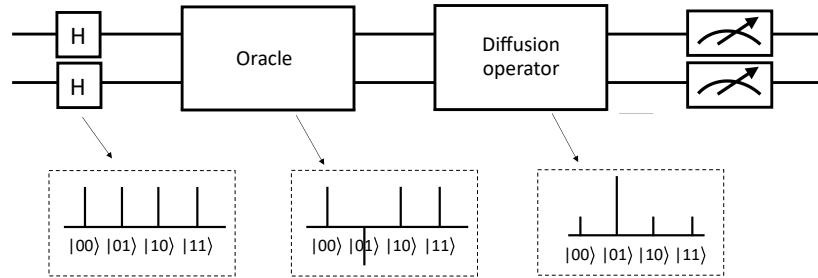 H
H
Oracle
Diffusion
operator
|00⟩ |01⟩ |10⟩ |11⟩
|00⟩ |01⟩ |10⟩ |11⟩
|00⟩ |01⟩ |10⟩ |11⟩